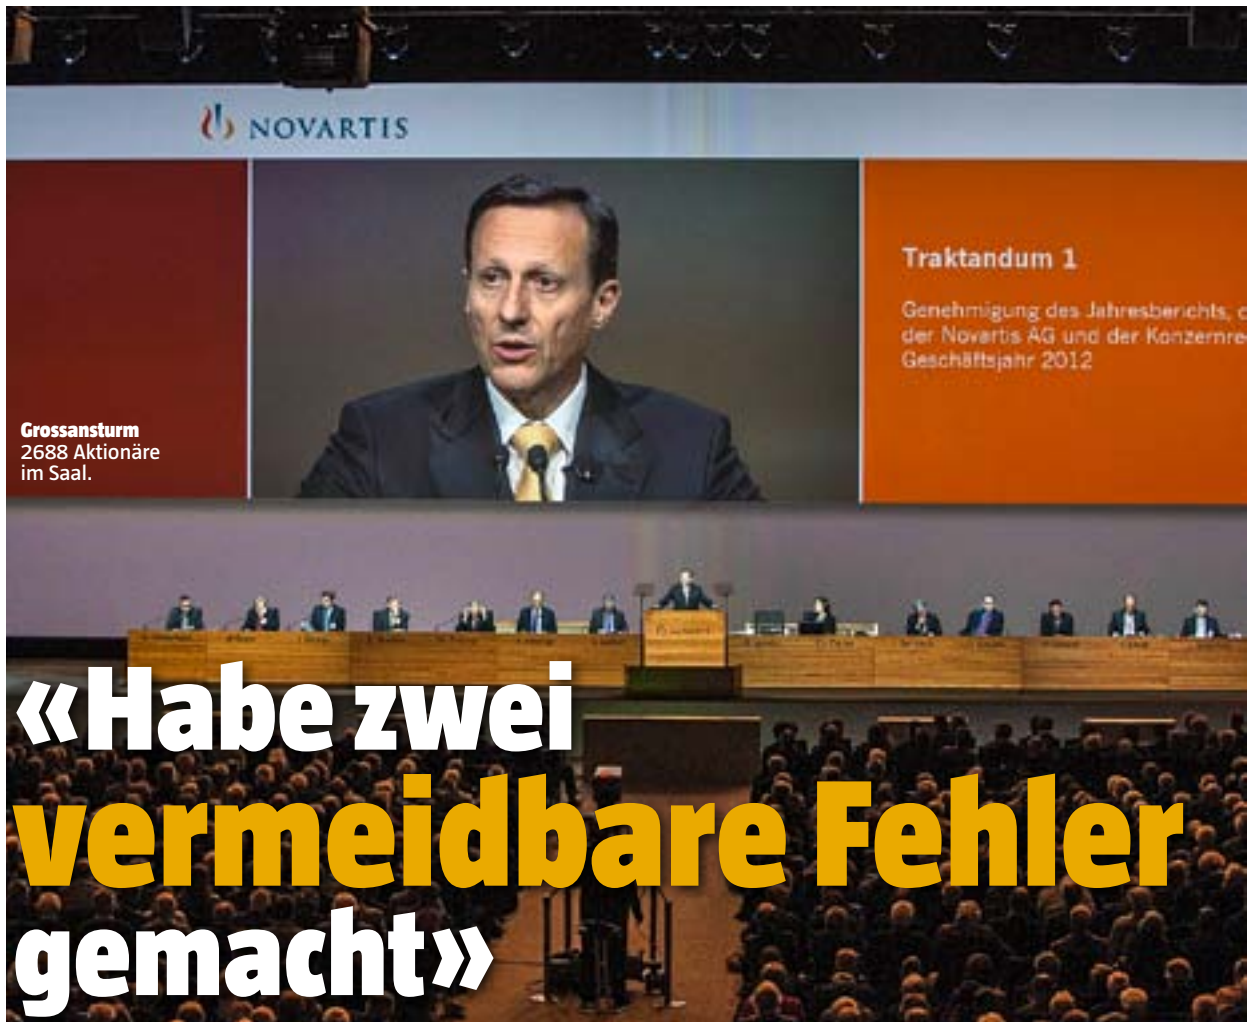 NOVARTIS
Traktandum 1
Genehmigung des Jahresberichts,
der Novartis AG und der
Geschäftsjahr 2012
Grossansturm
2688 Aktionäre
im Saal.
«Habe zwei
vermeidbare Fehler
gemacht»